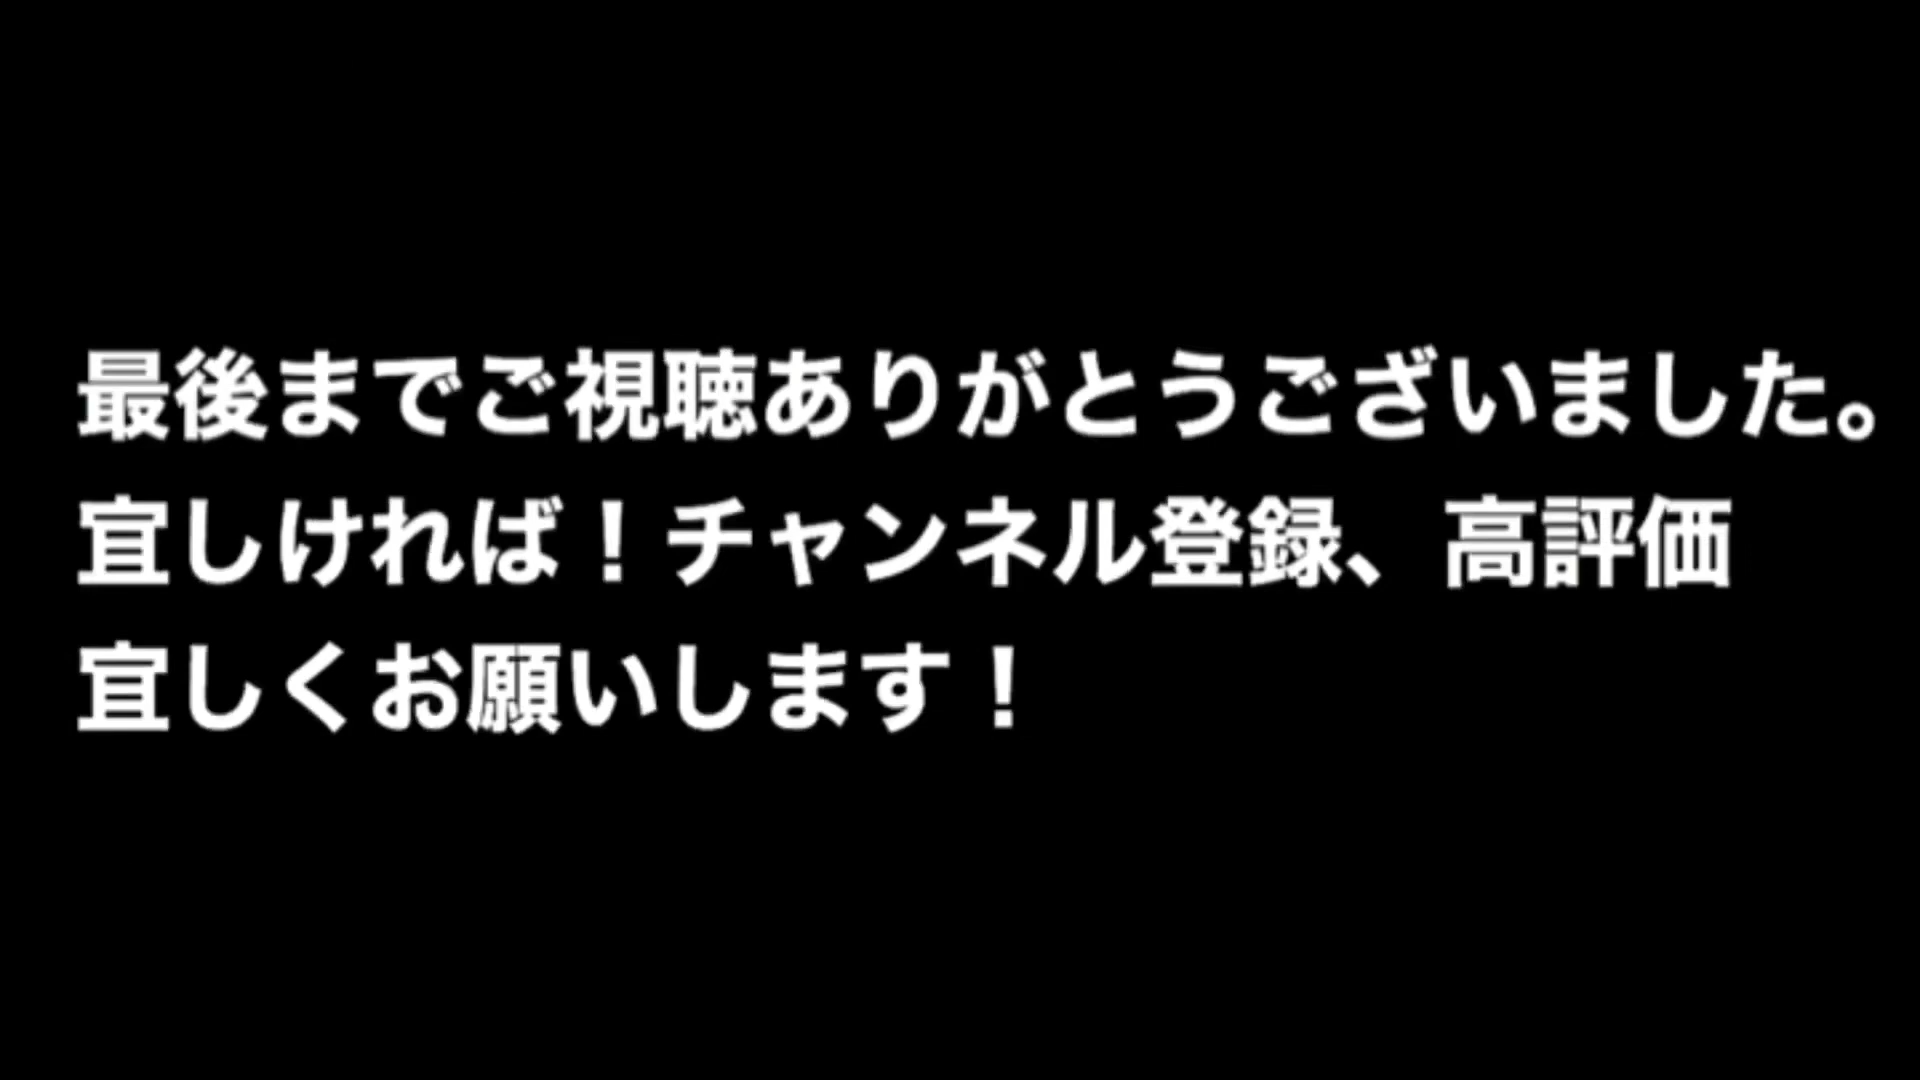 最後までご視聴ありがとうございました。
宜しければ！チャンネル登録、高評価
宜しくお願いします！